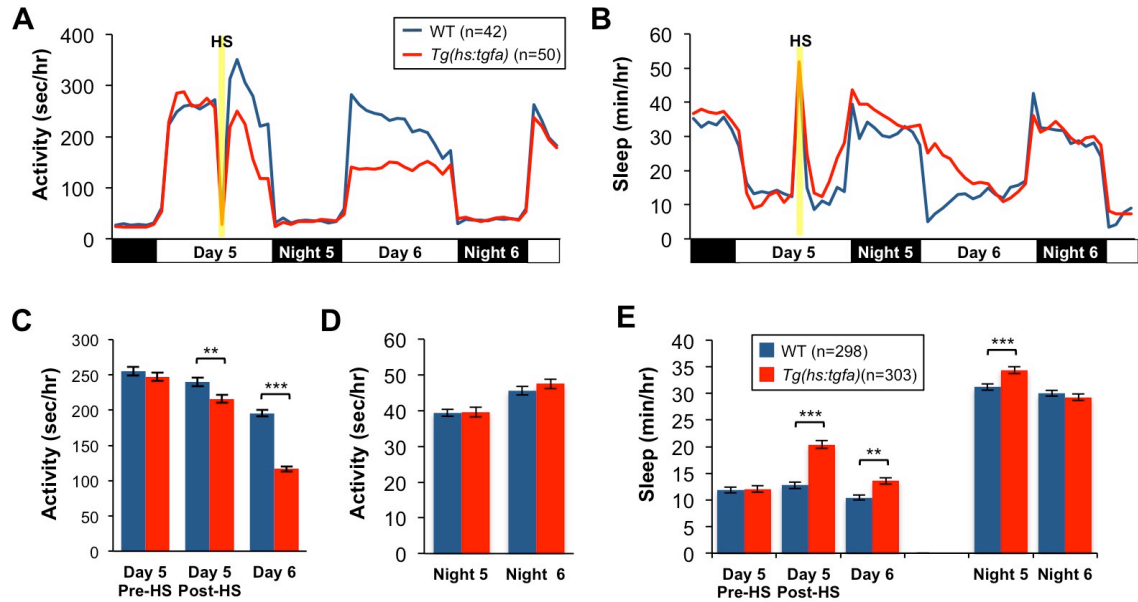 A
Activity (sec/hr)
400
300
200
100
0
HS
WT (n=42)
Tg(hs:tgfa) (n=50)
Day 5
Night 5
Day 6
Night 6
B
Sleep (min/hr)
60
50
40
30
20
10
0
HS
Day 5
Night 5
Day 6
Night 6
C
Activity (sec/hr)
300
250
200
150
100
50
0
**
***
Day 5
Pre-HS
Day 5
Post-HS
Day 6
D
Activity (sec/hr)
60
50
40
30
20
10
0
Night 5
Night 6
E
Sleep (min/hr)
40
35
30
25
20
15
10
5
0
WT (n=298)
Tg(hs:tgfa)(n=303)
***
**
***
Day 5
Pre-HS
Day 5
Post-HS
Day 6
Night 5
Night 6